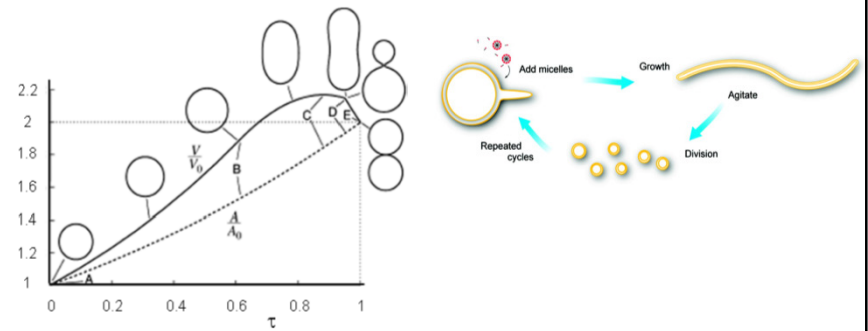 2.2
2
1.8
1.6
1.4
1.2
1
0
0.2
0.4
0.6
0.8
1
τ
V
V0
A
A0
A
B
C
D
E
Add micelles
Growth
Agitate
Division
Repeated
cycles